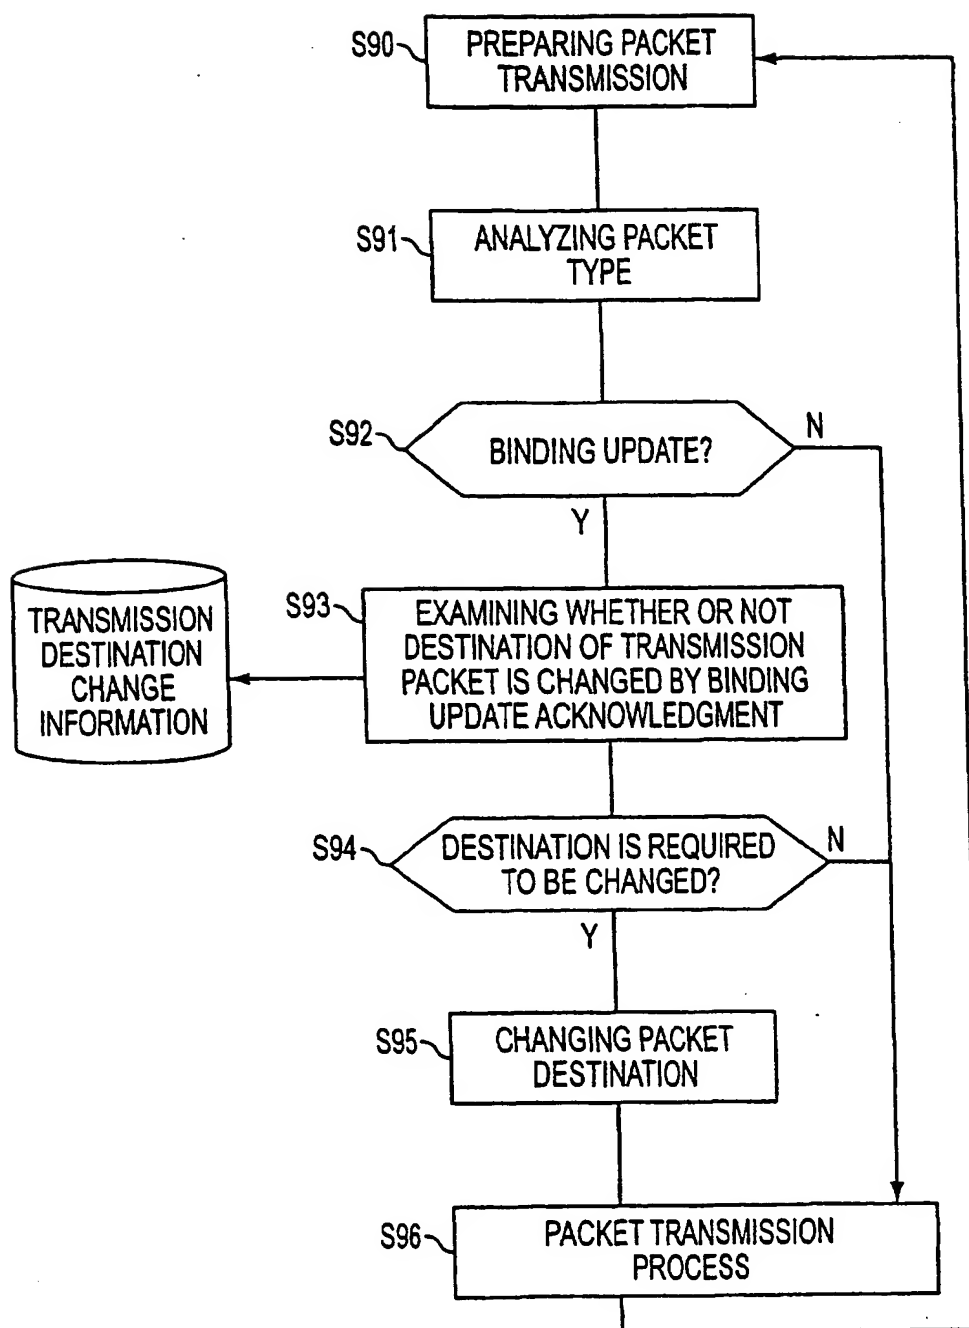 S90
PREPARING PACKET
TRANSMISSION
S91
ANALYZING PACKET
TYPE
S92
BINDING UPDATE?
N
Y
TRANSMISSION
DESTINATION
CHANGE
INFORMATION
S93
EXAMINING WHETHER OR NOT
DESTINATION OF TRANSMISSION
PACKET IS CHANGED BY BINDING
UPDATE ACKNOWLEDGMENT
S94
DESTINATION IS REQUIRED
TO BE CHANGED?
N
Y
S95
CHANGING PACKET
DESTINATION
S96
PACKET TRANSMISSION
PROCESS